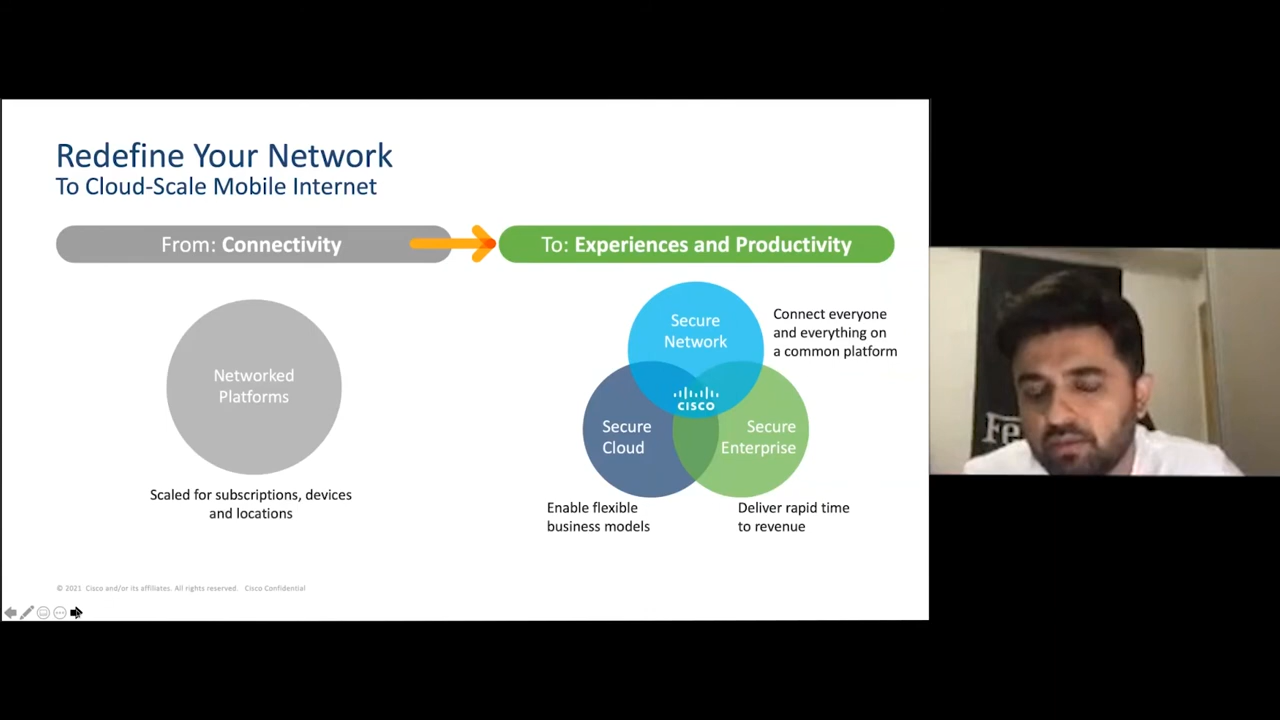 Redefine Your Network
To Cloud-Scale Mobile Internet
From: Connectivity
To: Experiences and Productivity
Networked
Platforms
Scaled for subscriptions, devices
and locations
Secure
Network
Connect everyone
and everything on
a common platform
CISCO
Secure
Cloud
Secure
Enterprise
Enable flexible
business models
Deliver rapid time
to revenue
© 2021 Cisco and/or its affiliates. All rights reserved. Cisco Confidential